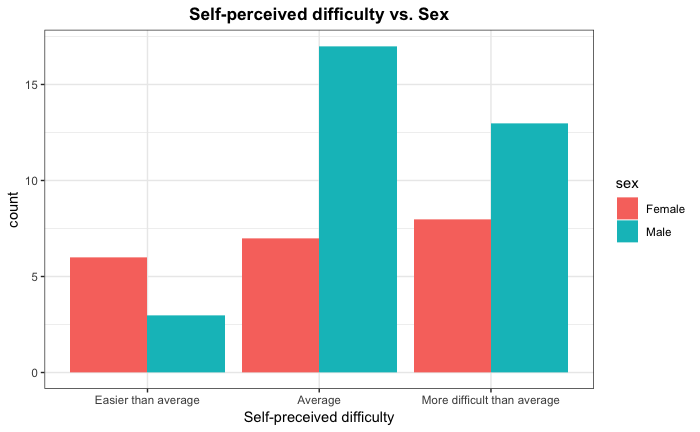 Self-perceived difficulty vs. Sex
count
15
10
5
0
Easier than average
Average
More difficult than average
Self-preceived difficulty
sex
Female
Male